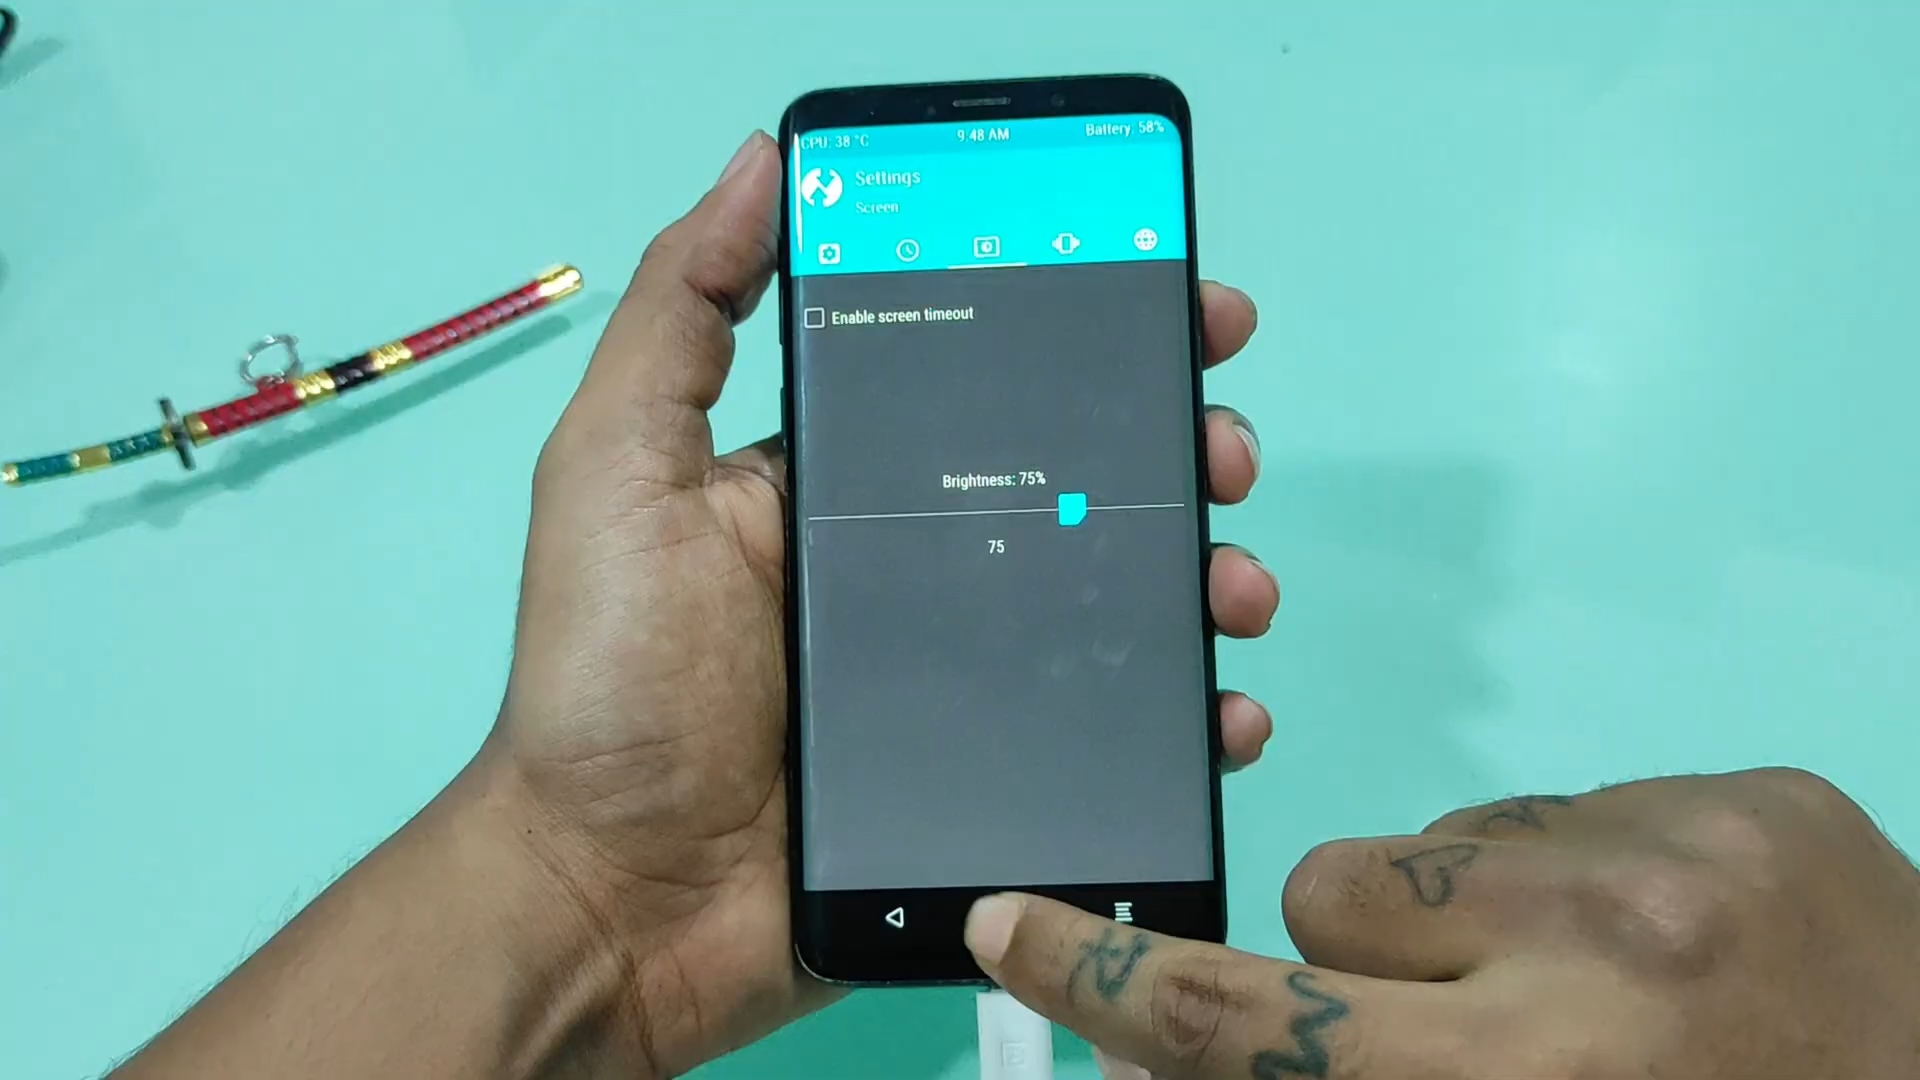 CPU: 38 °C
9:48 AM
Battery: 58%
Settings
Screen
Enable screen timeout
Brightness: 75%
75